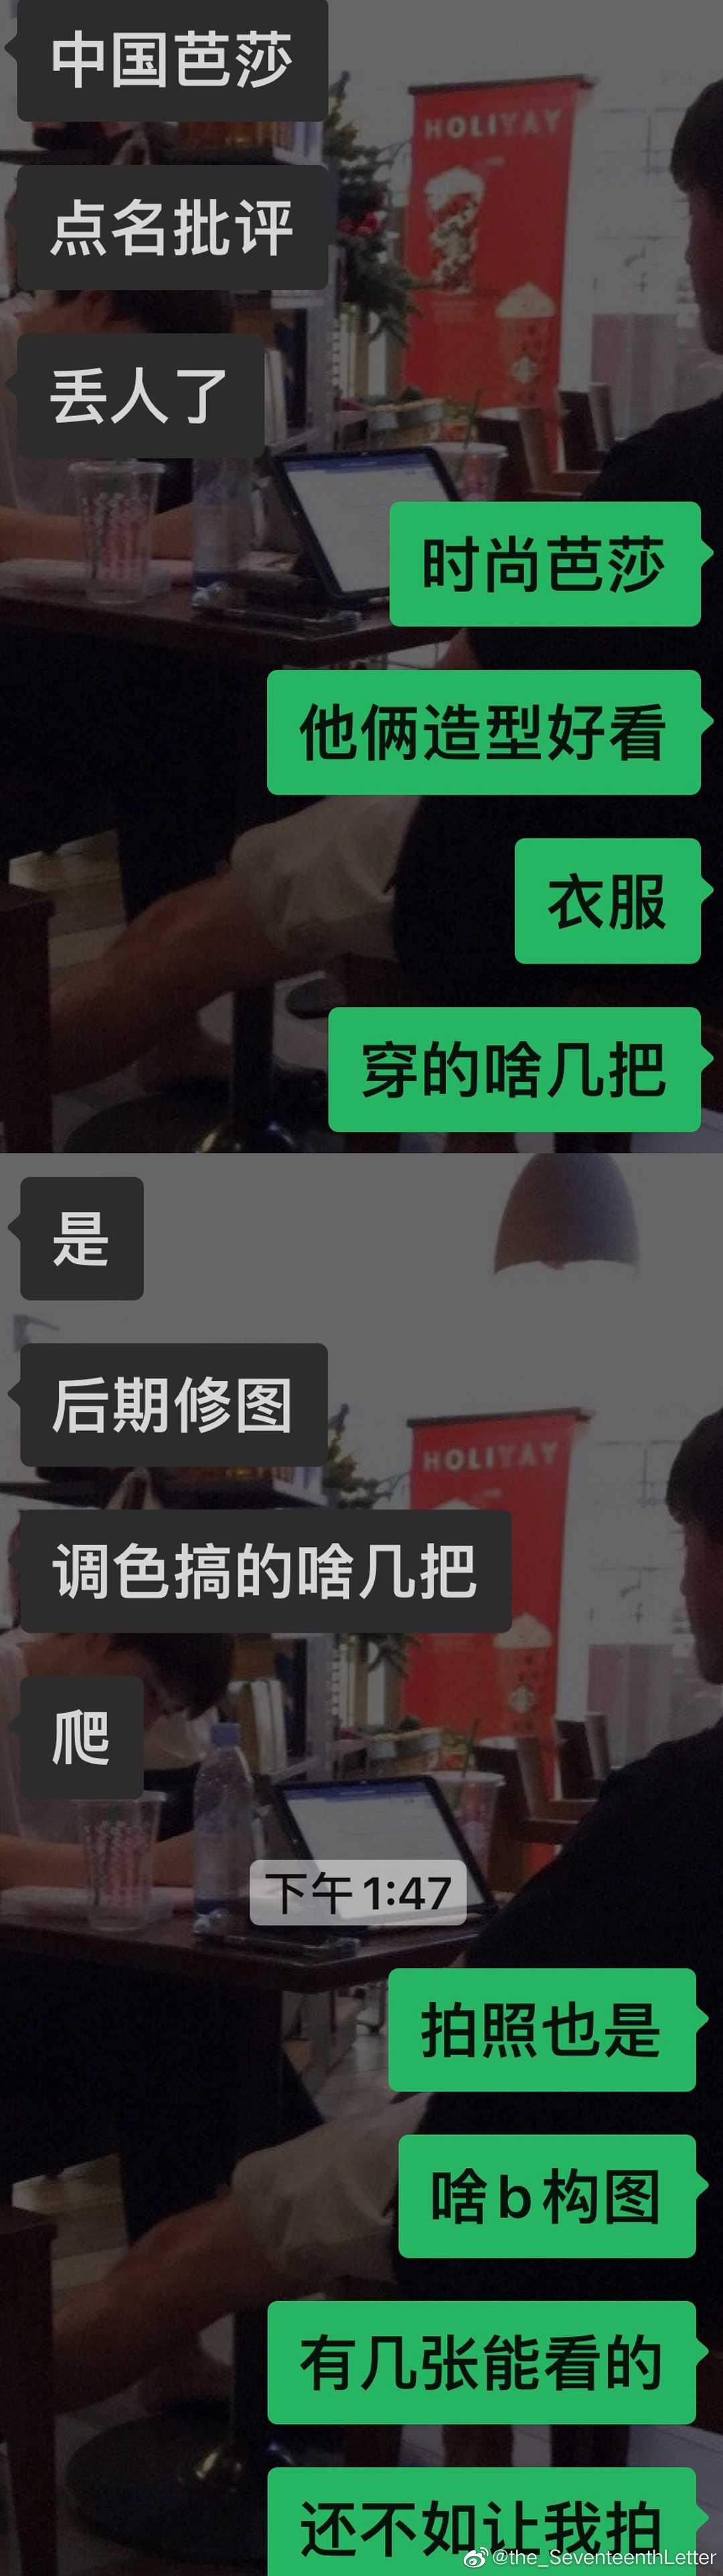 中国芭莎
HOLIYAY
点名批评
丢人了
时尚芭莎
他俩造型好看
衣服
穿的啥几把
是
后期修图
HOLIYAY
调色搞的啥几把
爬
下午 1:47
拍照也是
啥b构图
有几张能看的
还不如让我拍
@the_SeventeenthLetter